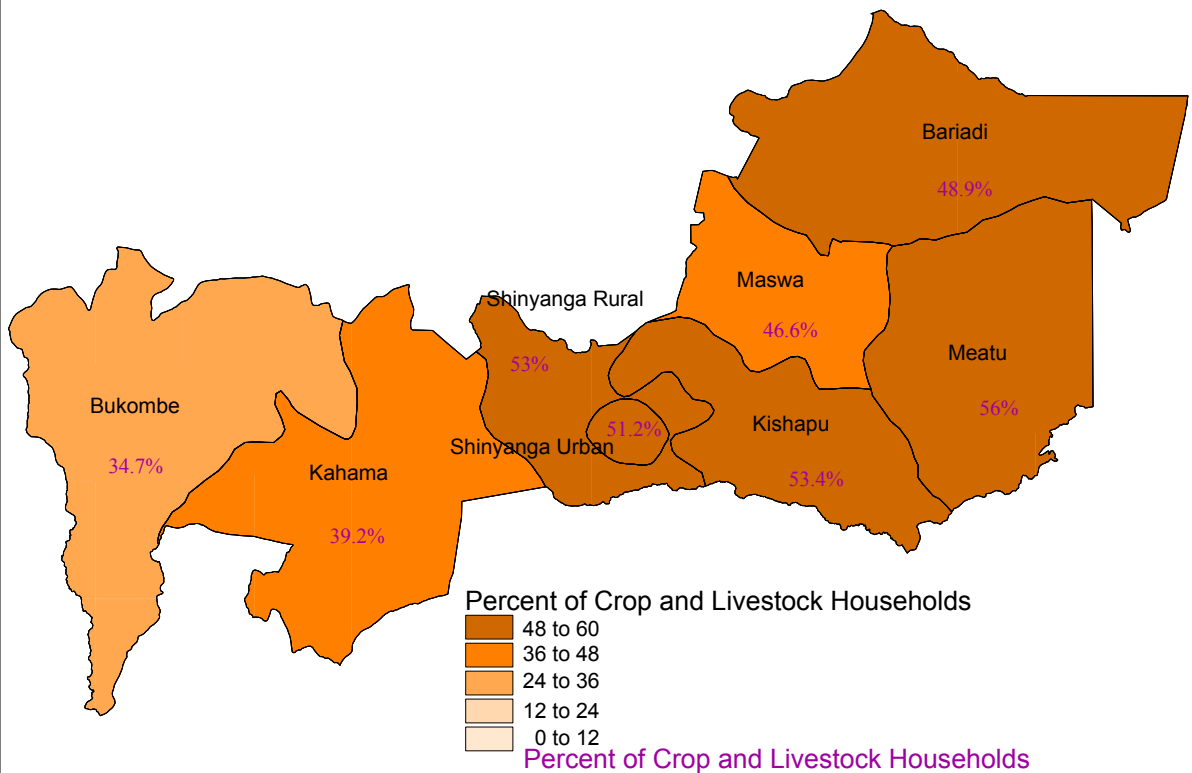 Bariadi
48.9%
Maswa
46.6%
Shinyanga Rural
53%
Meatu
56%
Bukombe
34.7%
Kishapu
53.4%
51.2%
Shinyanga Urban
Kahama
39.2%
Percent of Crop and Livestock Households
48 to 60
36 to 48
24 to 36
12 to 24
0 to 12
Percent of Crop and Livestock Households